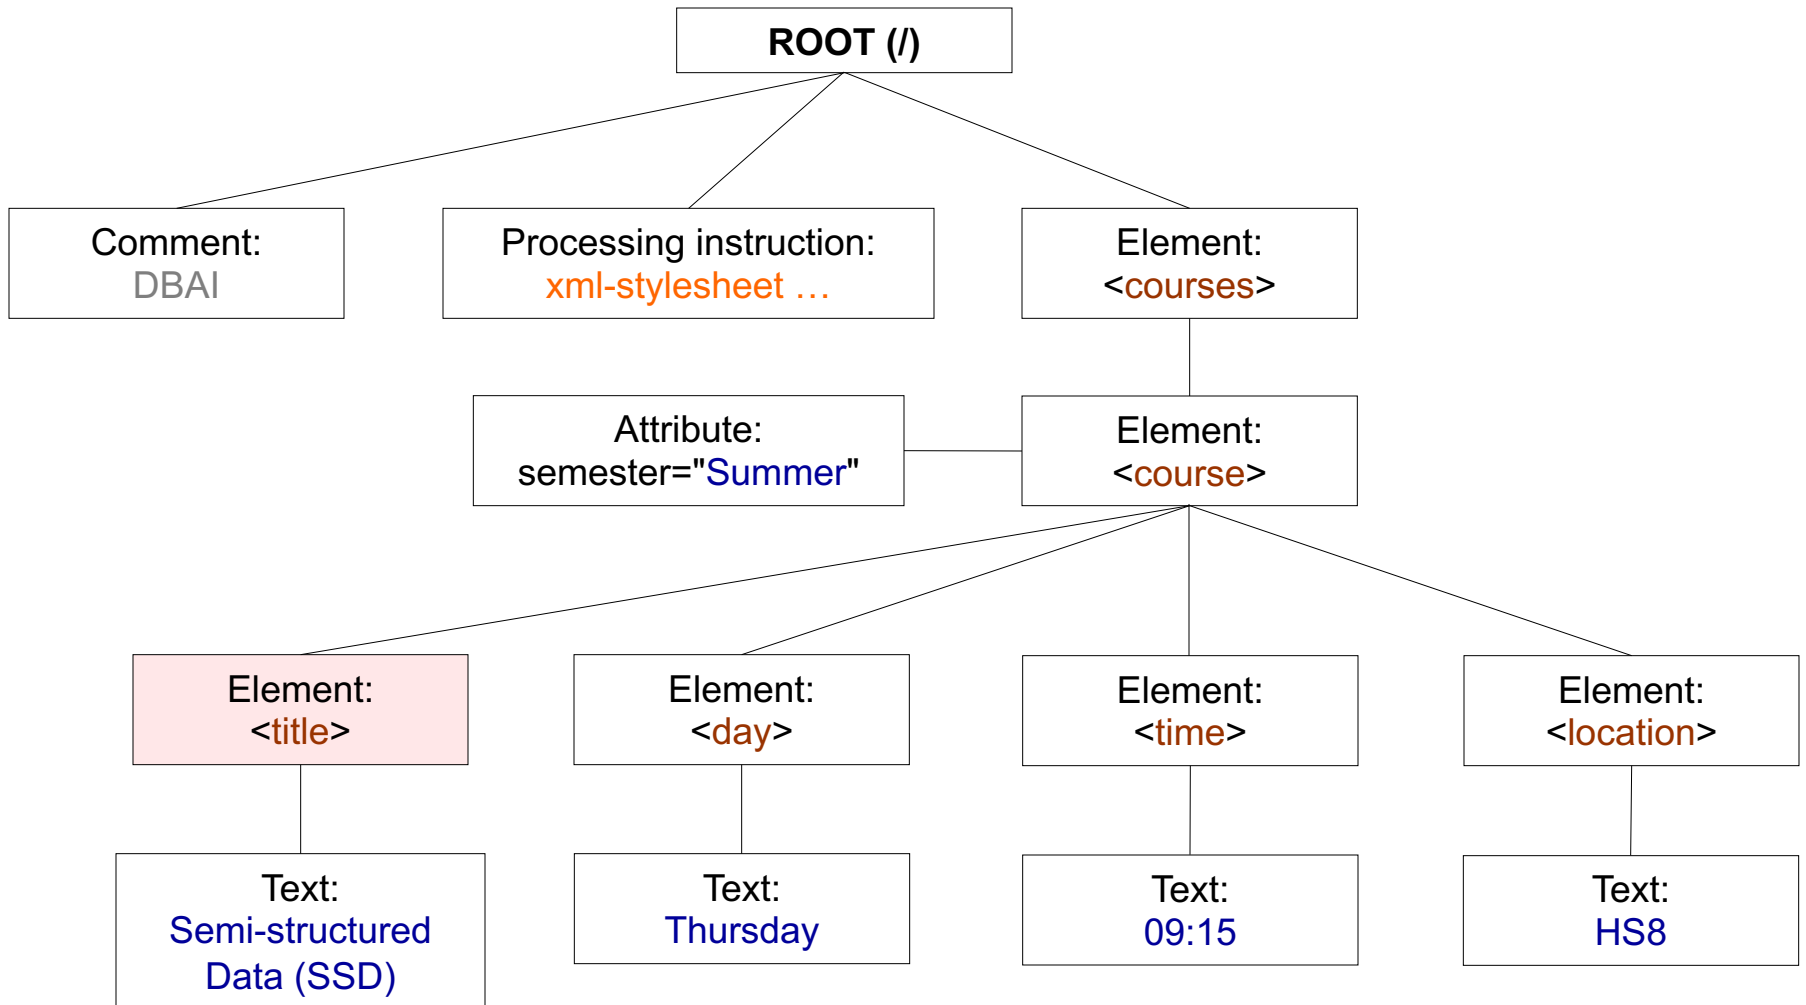 ROOT (/)
Comment:
DBAI
Processing instruction:
xml-stylesheet …
Element:
<courses>
Attribute:
semester="Summer"
Element:
<course>
Element:
<title>
Element:
<day>
Element:
<time>
Element:
<location>
Text:
Semi-structured
Data (SSD)
Text:
Thursday
Text:
09:15
Text:
HS8